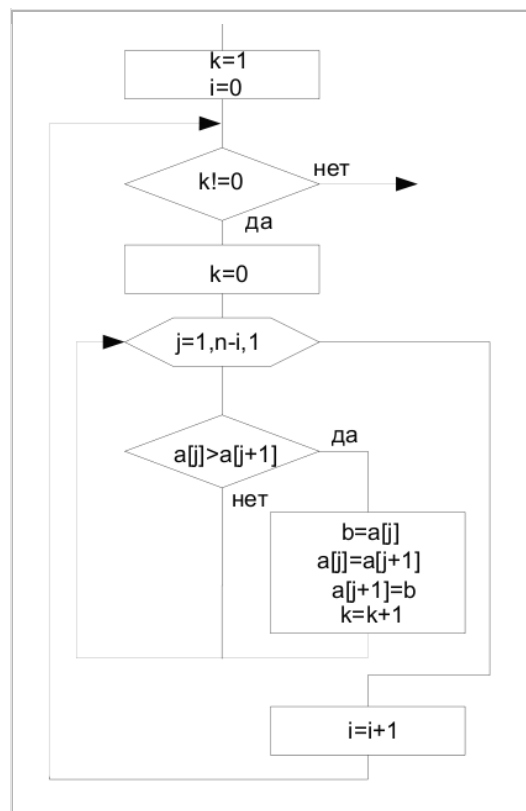 k=1
i=0
k!=0
нет
да
k=0
j=1,n-i,1
a[j]>a[j+1]
да
нет
b=a[j]
a[j]=a[j+1]
a[j+1]=b
k=k+1
i=i+1